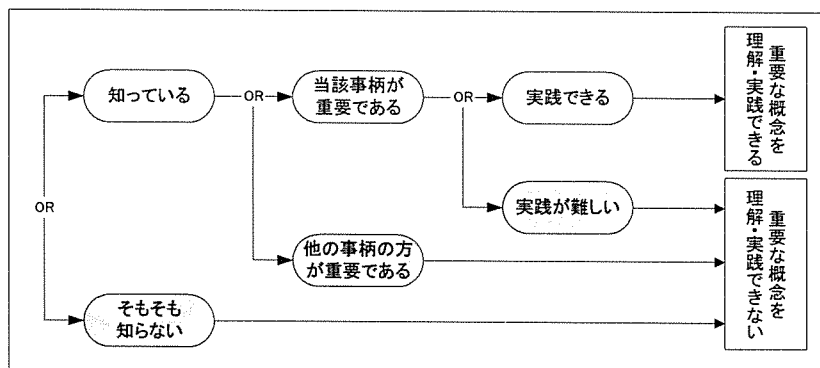 知っている
OR
当該事柄が
重要である
OR
実践できる
重要な概念を
理解・実践できる
OR
実践が難しい
他の事柄の方
が重要である
そもそも
知らない
重要な概念を
理解・実践できない